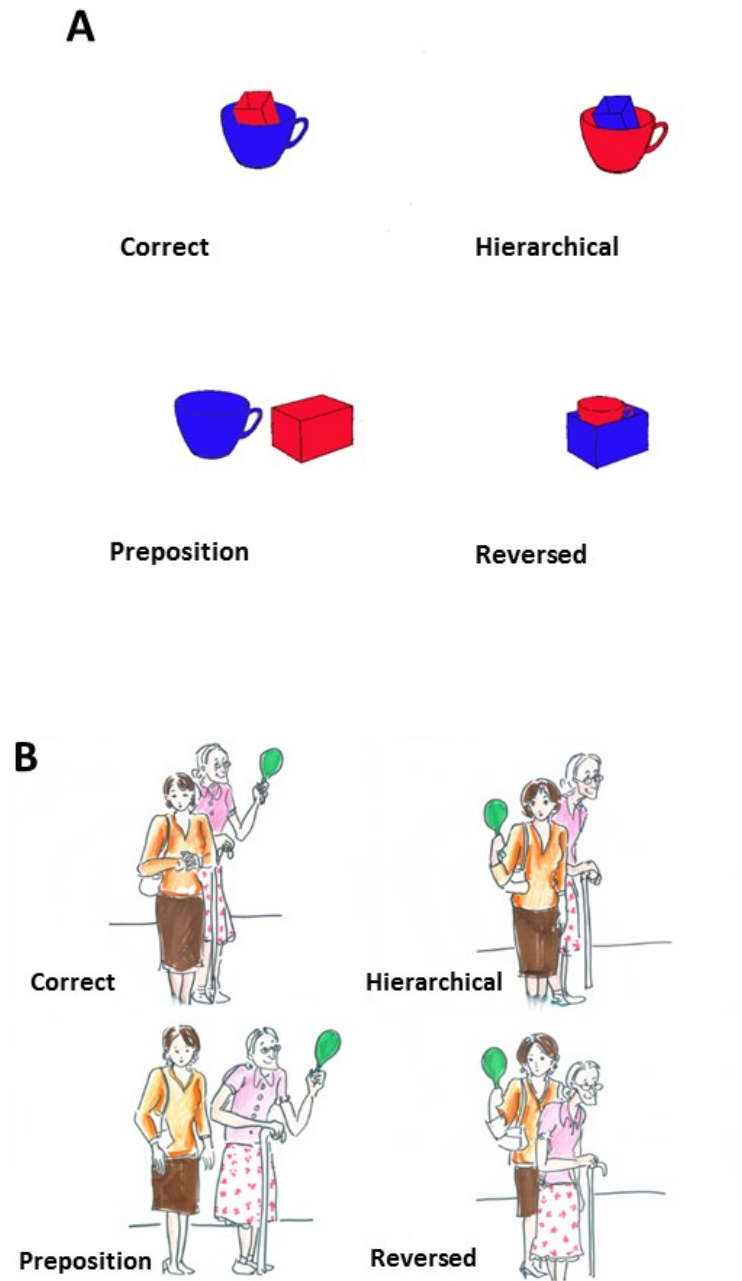 A
Correct
Hierarchical
Preposition
Reversed
B
Correct
Hierarchical
Preposition
Reversed